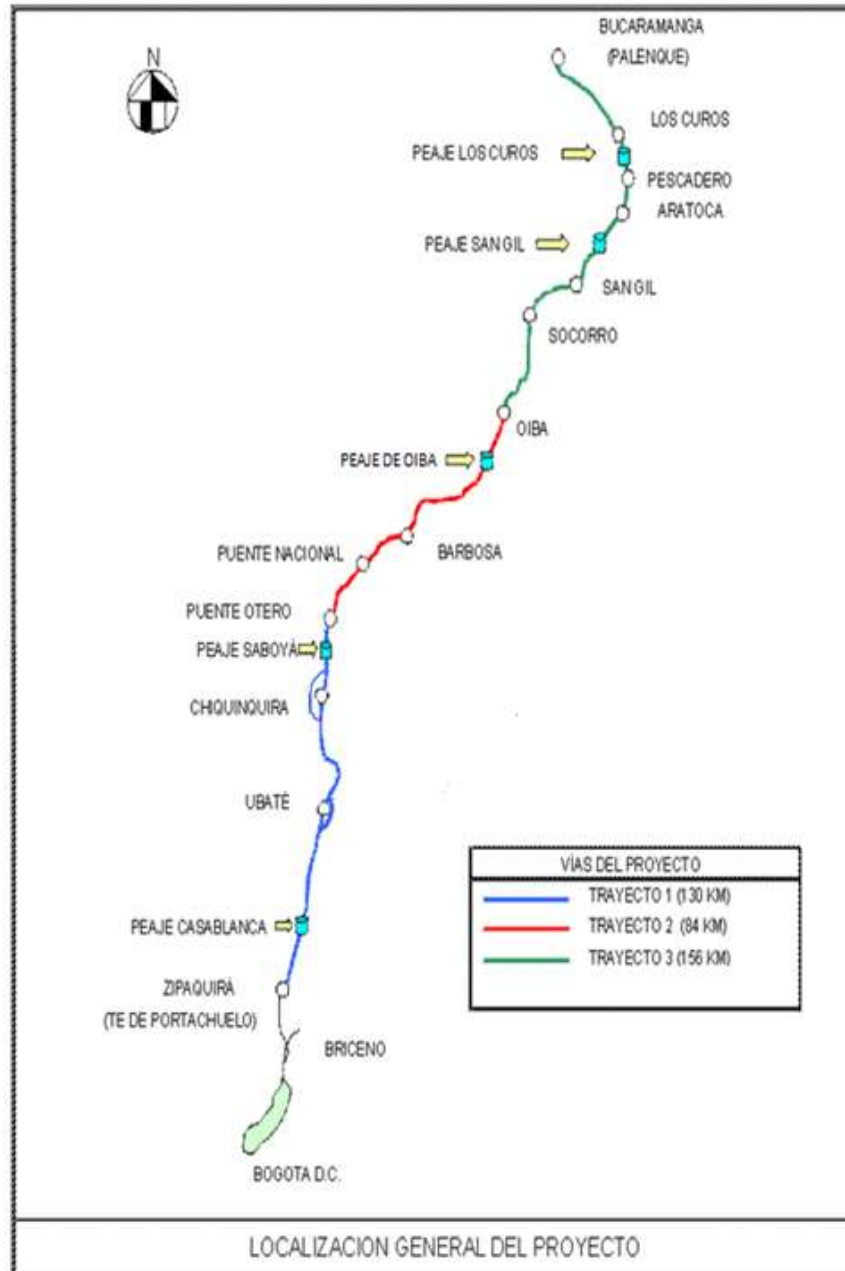 BUCARAMANGA
(PALENQUE)
N
LOS CUROS
PEAJE LOS CUROS
PESCADERO
ARATOCA
PEAJE SAN GIL
SAN GIL
SOCORRO
OIBA
PEAJE DE OIBA
BARBOSA
PUENTE NACIONAL
PUENTE OTERO
PEAJE SABOYÁ
CHIQUINQUIRA
UBATÉ
VÍAS DEL PROYECTO
TRAYECTO 1 (130 KM)
TRAYECTO 2 (84 KM)
TRAYECTO 3 (156 KM)
PEAJE CASABLANCA
ZIPAQUIRÁ
(TE DE PORTACHUELO)
BRICENO
BOGOTA D.C.
LOCALIZACION GENERAL DEL PROYECTO